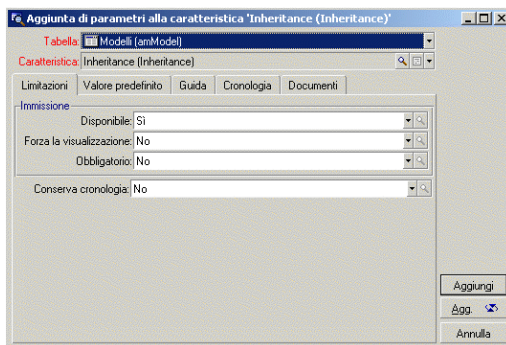 Aggiunta di parametri alla caratteristica 'Inheritance (Inheritance)'
Tabella: Modelli (amModel)
Caratteristica: Inheritance (Inheritance)
Limitazioni Valore predefinito Guida Cronologia Documenti
Immissione
Disponibile: Sì
Forza la visualizzazione: No
Obbligatorio: No
Conserva cronologia: No
Aggiungi
Agg.
Annulla